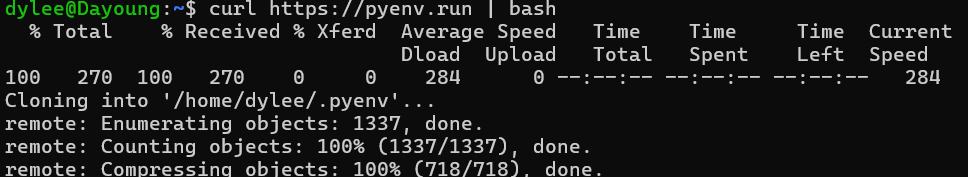 dylee@Dayoung:~$ curl https://pyenv.run | bash
  % Total    % Received % Xferd  Average Speed   Time    Time     Time  Current
                                 Dload  Upload   Total   Spent    Left  Speed
100   270  100   270    0     0    284      0 --:--:-- --:--:-- --:--:--   284
Cloning into '/home/dylee/.pyenv'...
remote: Enumerating objects: 1337, done.
remote: Counting objects: 100% (1337/1337), done.
remote: Compressing objects: 100% (718/718), done.